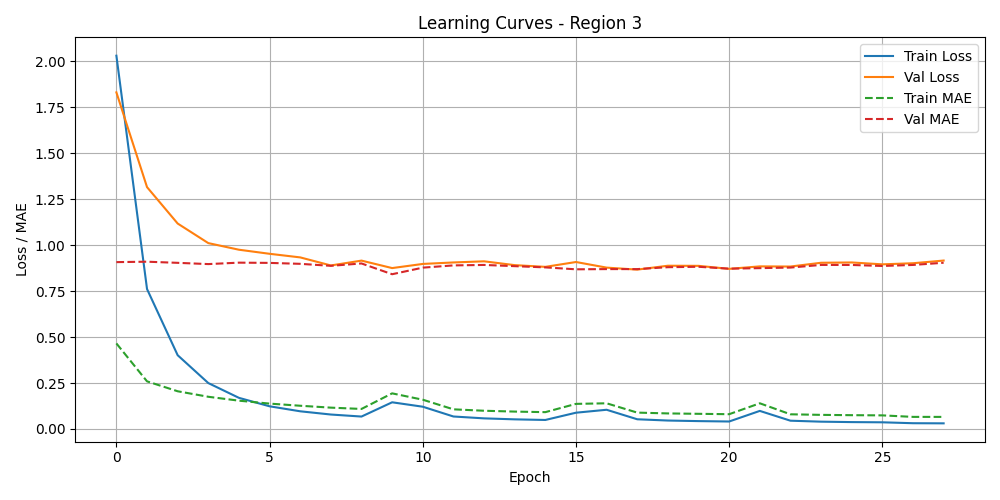 Learning Curves - Region 3
Train Loss
Val Loss
Train MAE
Val MAE
Loss / MAE
2.00
1.75
1.50
1.25
1.00
0.75
0.50
0.25
0.00
0 5 10 15 20 25
Epoch